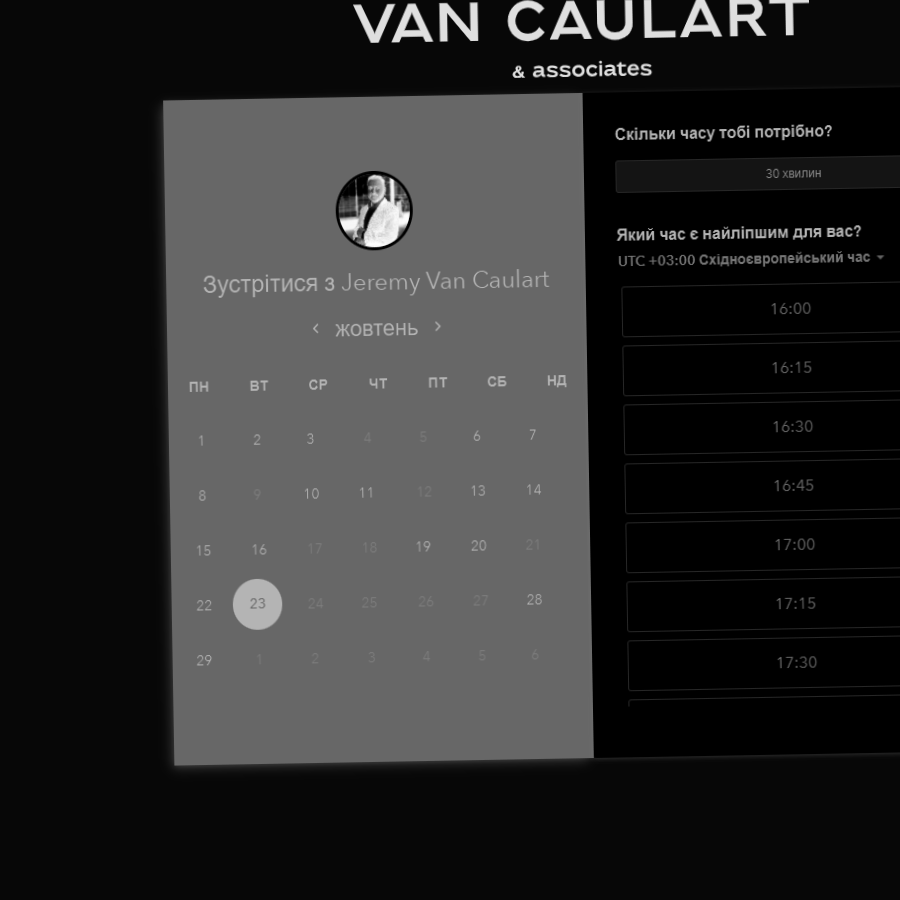 VAN CAULART
& associates
Зустрітися з Jeremy Van Caulart
‹ жовтень ›
ПН ВТ СР ЧТ ПТ СБ НД
1 2 3 4 5 6 7
8 9 10 11 12 13 14
15 16 17 18 19 20 21
22 23 24 25 26 27 28
29 1 2 3 4 5 6
Скільки часу тобі потрібно?
30 хвилин
Який час є найліпшим для вас?
UTC +03:00 Східноєвропейський час
16:00
16:15
16:30
16:45
17:00
17:15
17:30